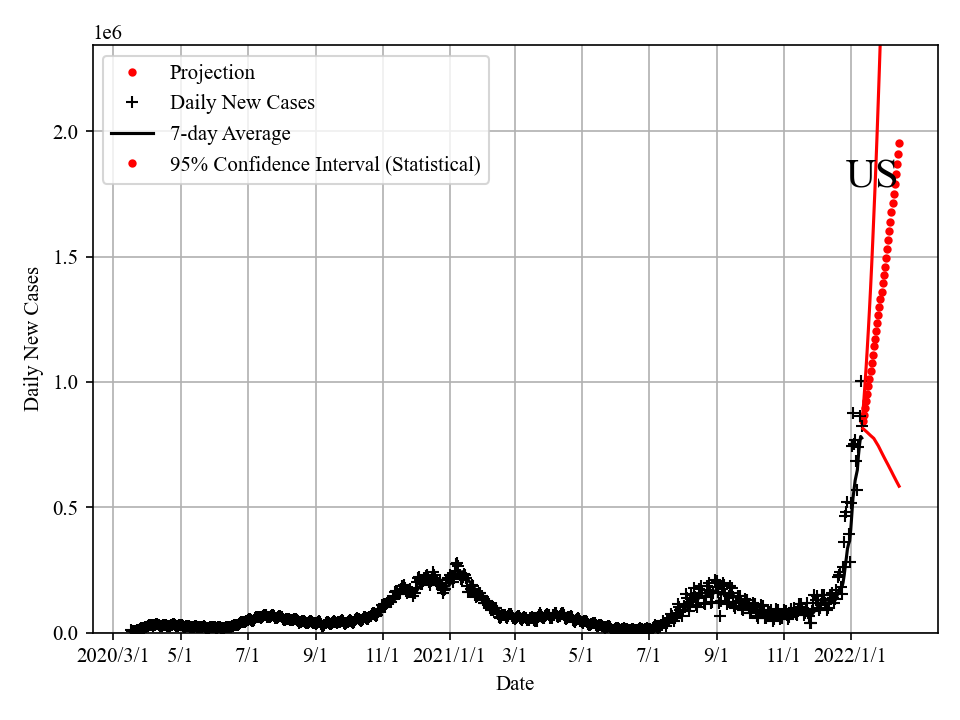 1e6
Projection
Daily New Cases
7-day Average
95% Confidence Interval (Statistical)
US
2.0
1.5
1.0
0.5
0.0
Daily New Cases
2020/3/1 5/1 7/1 9/1 11/1 2021/1/1 3/1 5/1 7/1 9/1 11/1 2022/1/1
Date